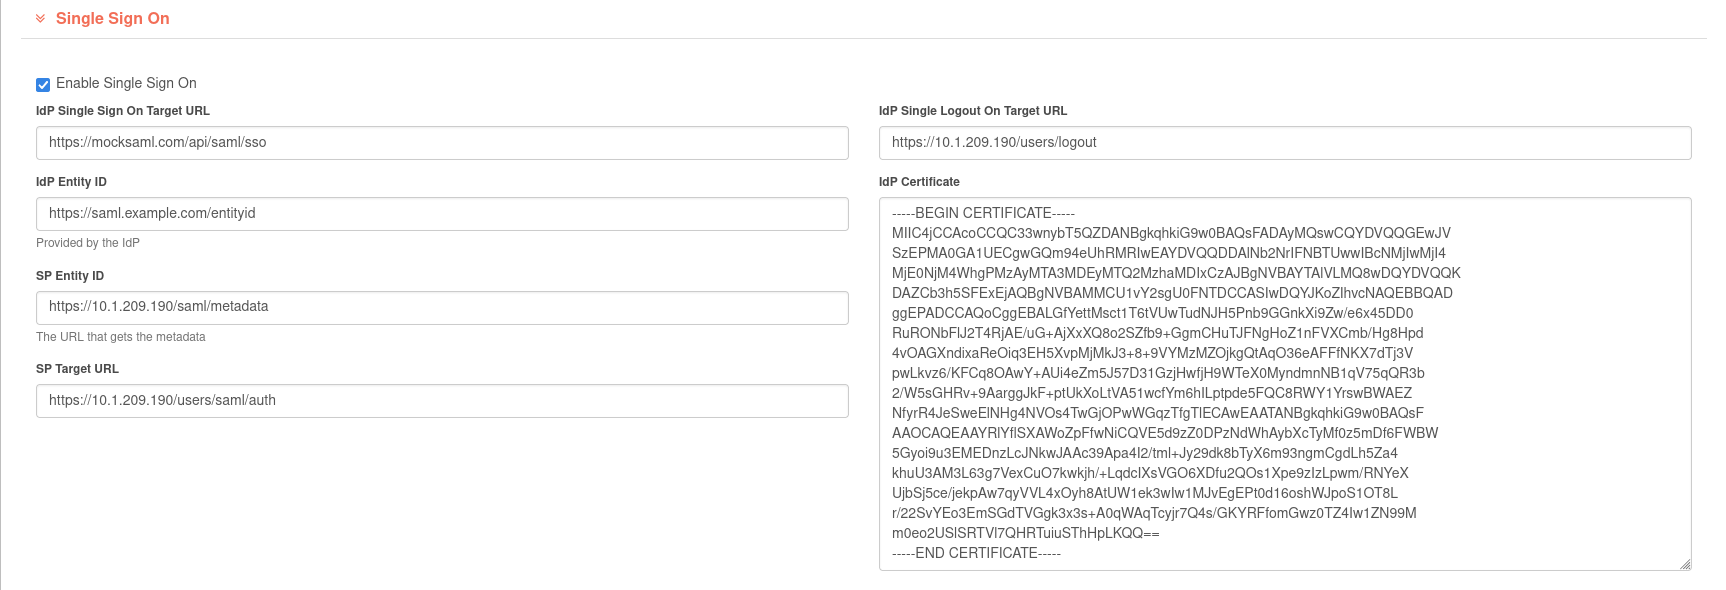 Single Sign On
Enable Single Sign On
IdP Single Sign On Target URL
https://mocksaml.com/api/saml/sso
IdP Entity ID
https://saml.example.com/entityid
Provided by the IdP
SP Entity ID
https://10.1.209.190/saml/metadata
The URL that gets the metadata
SP Target URL
https://10.1.209.190/users/saml/auth
IdP Single Logout On Target URL
https://10.1.209.190/users/logout
IdP Certificate
-----BEGIN CERTIFICATE-----
MIIC4jCCAcoCCQC33wnybT5QZDANBgkqhkiG9w0BAQsFADAyMQswCQYDVQQGEwJV
SzEPMA0GA1UECgwGQm94eUhRMRIwEAYDVQQDDAlNb2NrIFNBTUwwIBcNMjIwMjI4
MjE0NjM4WhgPMzAyMTA3MDEyMTQ2MzhaMDIxCzAJBgNVBAYTAlVLMQ8wDQYDVQQK
DAZCb3h5SFExEjAQBgNVBAMMCU1vY2sgU0FNTDCCASIwDQYJKoZIhvcNAQEBBQAD
ggEPADCCAQoCggEBALGfYettMsct1T6tVUwTudNJH5Pnb9GGnkXi9Zw/e6x45DD0
RuRONbFlJ2T4RjAE/uG+AjXxXQ8o2SZfb9+GgmCHuTJFNgHoZ1nFVXCmb/Hg8Hpd
4vOAGXndixaReOiq3EH5XvpMjMkJ3+8+9VYMzMZOjkgQtAqO36eAFFfNKX7dTj3V
pwLkvz6/KFCq8OAwY+AUi4eZm5J57D31GzjHwfjH9WTeX0MyndmnNB1qV75qQR3b
2/W5sGHRv+9AarggJkF+ptUkXoLtVA51wcfYm6hILptpde5FQC8RWY1YrswBWAEZ
NfyrR4JeSweElNHg4NVOs4TwGjOPwWGqzTfgTlECAwEAATANBgkqhkiG9w0BAQsF
AAOCAQEAAYRlYflSXAWoZpFfwNiCQVE5d9zZ0DPzNdWhAybXcTyMf0z5mDf6FWBW
5Gyoi9u3EMEDnzLcJNkwJAAc39Apa4I2/tml+Jy29dk8bTyX6m93ngmCgdLh5Za4
khuU3AM3L63g7VexCuO7kwkjh/+LqdcIXsVGO6XDfu2QOs1Xpe9zIzLpwm/RNYeX
UjbSj5ce/jekpAw7qyVVL4xOyh8AtUW1ek3wIw1MJvEgEPt0d16oshWJpoS1OT8L
r/22SvYEo3EmSGdTVGgk3x3s+A0qWAqTcyjr7Q4s/GKYRFfomGwz0TZ4Iw1ZN99M
m0eo2USlSRTVl7QHRTuiuSThHpLKQQ==
-----END CERTIFICATE-----